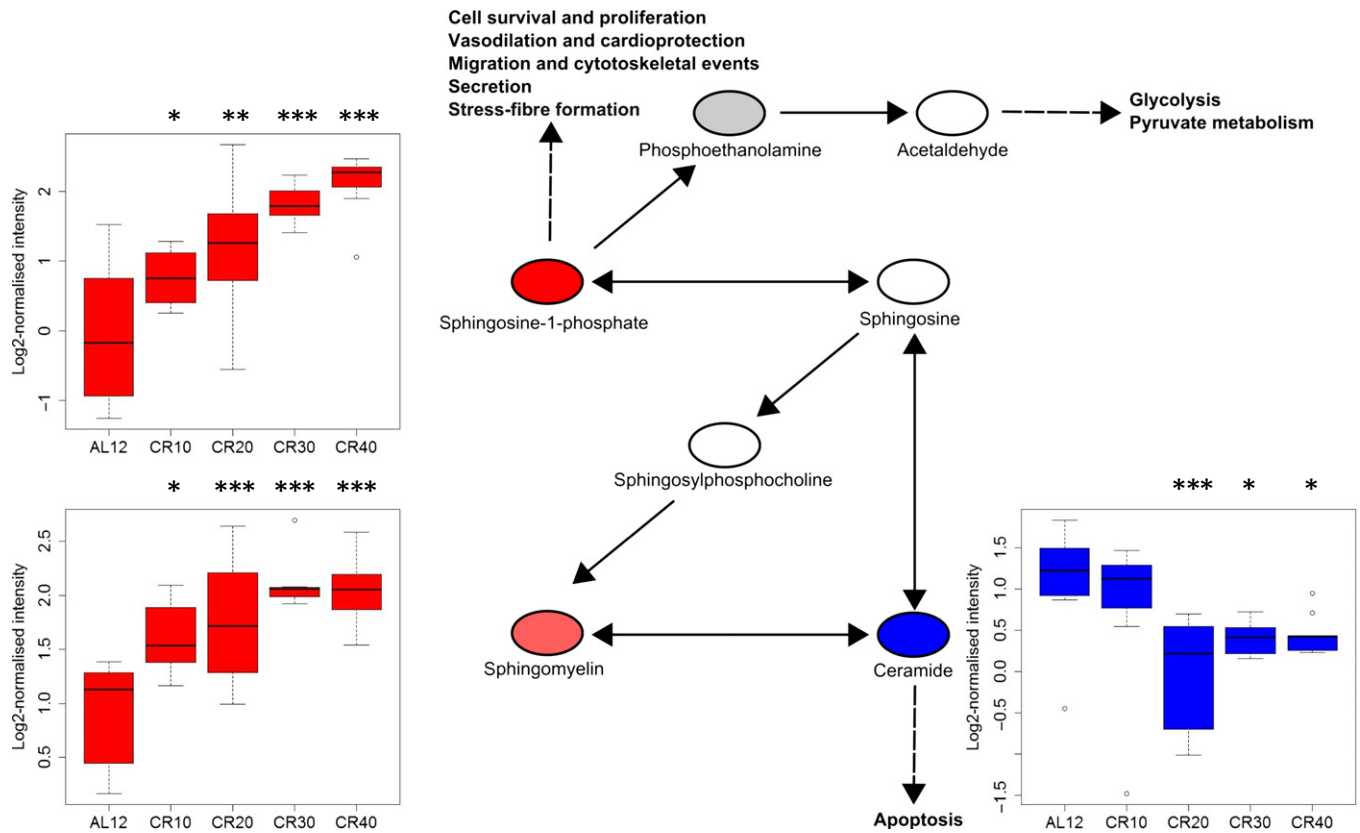 Cell survival and proliferation
Vasodilation and cardioprotection
Migration and cytotoskeletal events
Secretion
Stress-fibre formation
Phosphoethanolamine
Acetaldehyde
Glycolysis
Pyruvate metabolism
Sphingosine-1-phosphate
Sphingosine
Sphingosylphosphocholine
Sphingomyelin
Ceramide
Apoptosis
* ** *** ***
Log2-normalised intensity
2
1
0
−1
AL12 CR10 CR20 CR30 CR40
* *** *** ***
Log2-normalised intensity
2.5
2.0
1.5
1.0
0.5
AL12 CR10 CR20 CR30 CR40
*** * *
Log2-normalised intensity
1.5
1.0
0.5
0.0
−0.5
−1.5
AL12 CR10 CR20 CR30 CR40